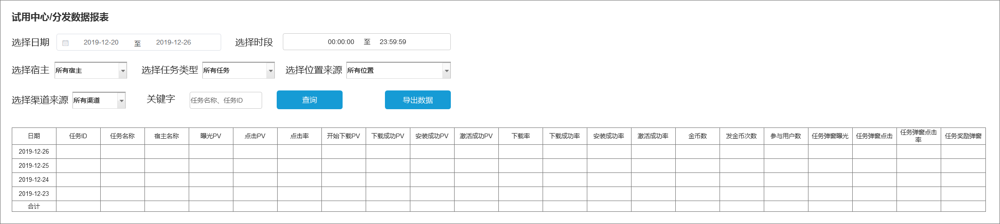 试用中心/分发数据报表
选择日期 2019-12-20 至 2019-12-26 选择时段 00:00:00 至 23:59:59
选择宿主 所有宿主 选择任务类型 所有任务 选择位置来源 所有位置
选择渠道来源 所有渠道 关键字 任务名称、任务ID 查询 导出数据
日期 任务ID 任务名称 宿主名称 曝光PV 点击PV 点击率 开始下载PV 下载成功PV 安装成功PV 激活成功PV 下载率 下载成功率 安装成功率 激活成功率 金币数 发金币次数 参与用户数 任务弹窗曝光 任务弹窗点击 任务弹窗点击率 任务奖励弹窗
2019-12-26
2019-12-25
2019-12-24
2019-12-23
合计